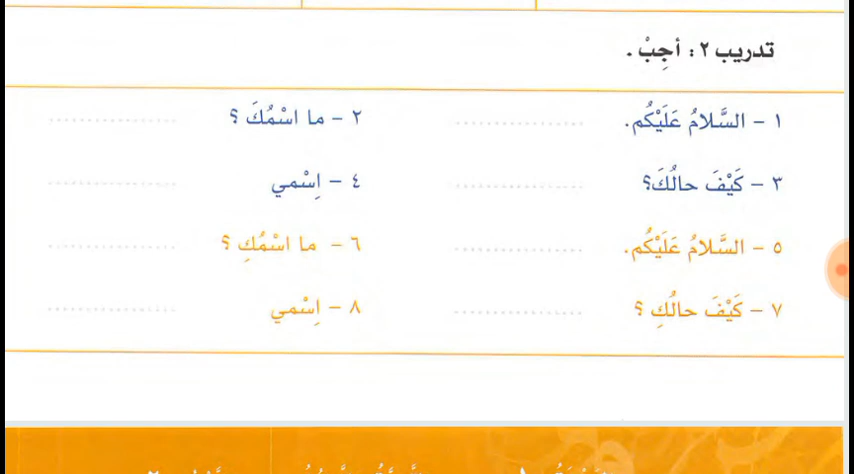 تدريب ٢ : أجِبْ .
١ - السَّلامُ عَلَيْكُم. .................... ٢ - ما اسْمُكَ ؟ ....................
٣ - كَيْفَ حالُكَ؟ .................... ٤ - اِسْمي ....................
٥ - السَّلامُ عَلَيْكُم. .................... ٦ - ما اسْمُكِ ؟ ....................
٧ - كَيْفَ حالُكِ ؟ .................... ٨ - اِسْمي ....................